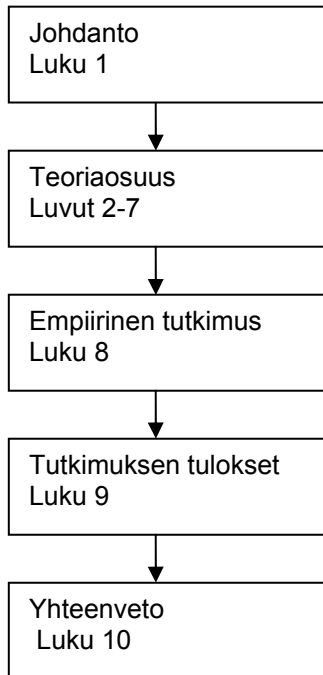 Johdanto
Luku 1
Teoriaosuus
Luvut 2-7
Empiirinen tutkimus
Luku 8
Tutkimuksen tulokset
Luku 9
Yhteenveto
Luku 10